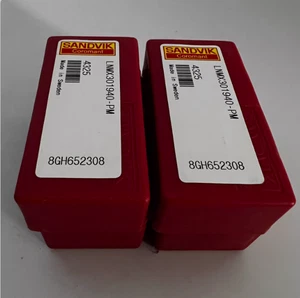 SANDVIK
Coromant
LNMX301940-PM
4325
Made in Sweden
8GH652308
SANDVIK
Coromant
LNMX301940-PM
4325
Made in Sweden
8GH652308